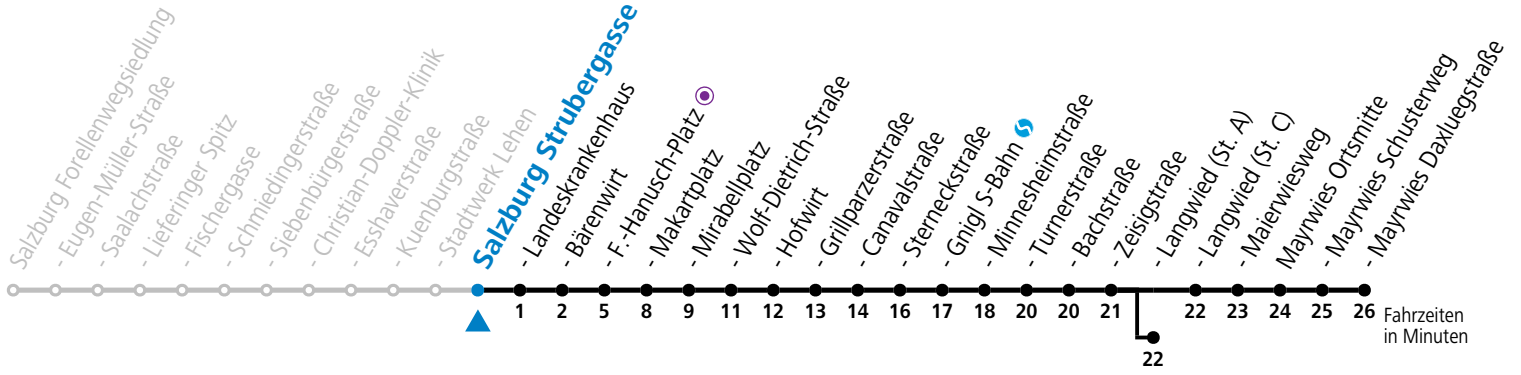 Salzburg Forellenwegsiedlung
- Eugen-Müller-Straße
- Saalachstraße
- Lieferinger Spitz
- Fischergasse
- Schmiedingerstraße
- Siebenbürgerstraße
- Christian-Doppler-Klinik
- Esshaverstraße
- Kuenburgstraße
- Stadtwerk Lehen
Salzburg Strubergasse
- Landeskrankenhaus
- Bärenwirt
- F.-Hanusch-Platz
- Makartplatz
- Mirabellplatz
- Wolf-Dietrich-Straße
- Hofwirt
- Grillparzerstraße
- Canavalstraße
- Sterneckstraße
- Gnigl S-Bahn
- Minnesheimstraße
- Turnerstraße
- Bachstraße
- Zeisigstraße
- Langwied (St. A)
- Langwied (St. C)
- Maierwiesweg
Mayrwies Ortsmitte
- Mayrwies Schusterweg
- Mayrwies Daxluegstraße
1 2 5 8 9 11 12 13 14 16 17 18 20 20 21 22 23 24 25 26
Fahrzeiten
in Minuten
22